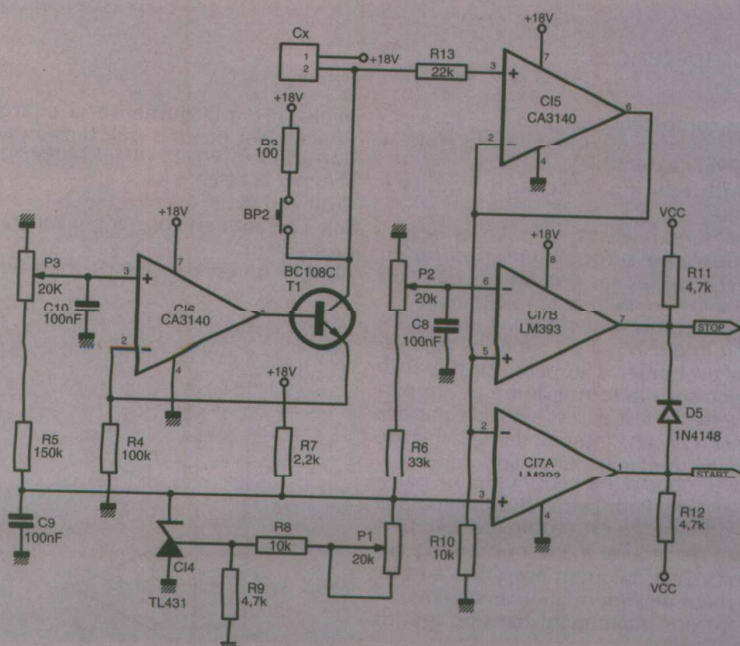 Cx
1
2
+18V
+18V
R13
22k
+18V
7
3
+
CI5
CA3140
6
2
−
4
+18V
100
BP2
BC108C
T1
+18V
P3
20K
3
+
7
CI6
CA3140
C10
100nF
2
−
4
P2
20k
+18V
8
6
−
CI7B
LM393
7
5
+
C8
100nF
VCC
R11
4,7k
STOP
D5
1N4148
R5
150k
R4
100k
+18V
R7
2,2k
R6
33k
2
−
CI7A
1
3
+
4
START
R12
4,7k
VCC
C9
100nF
CI4
TL431
R8
10k
R9
4,7k
P1
20k
R10
10k